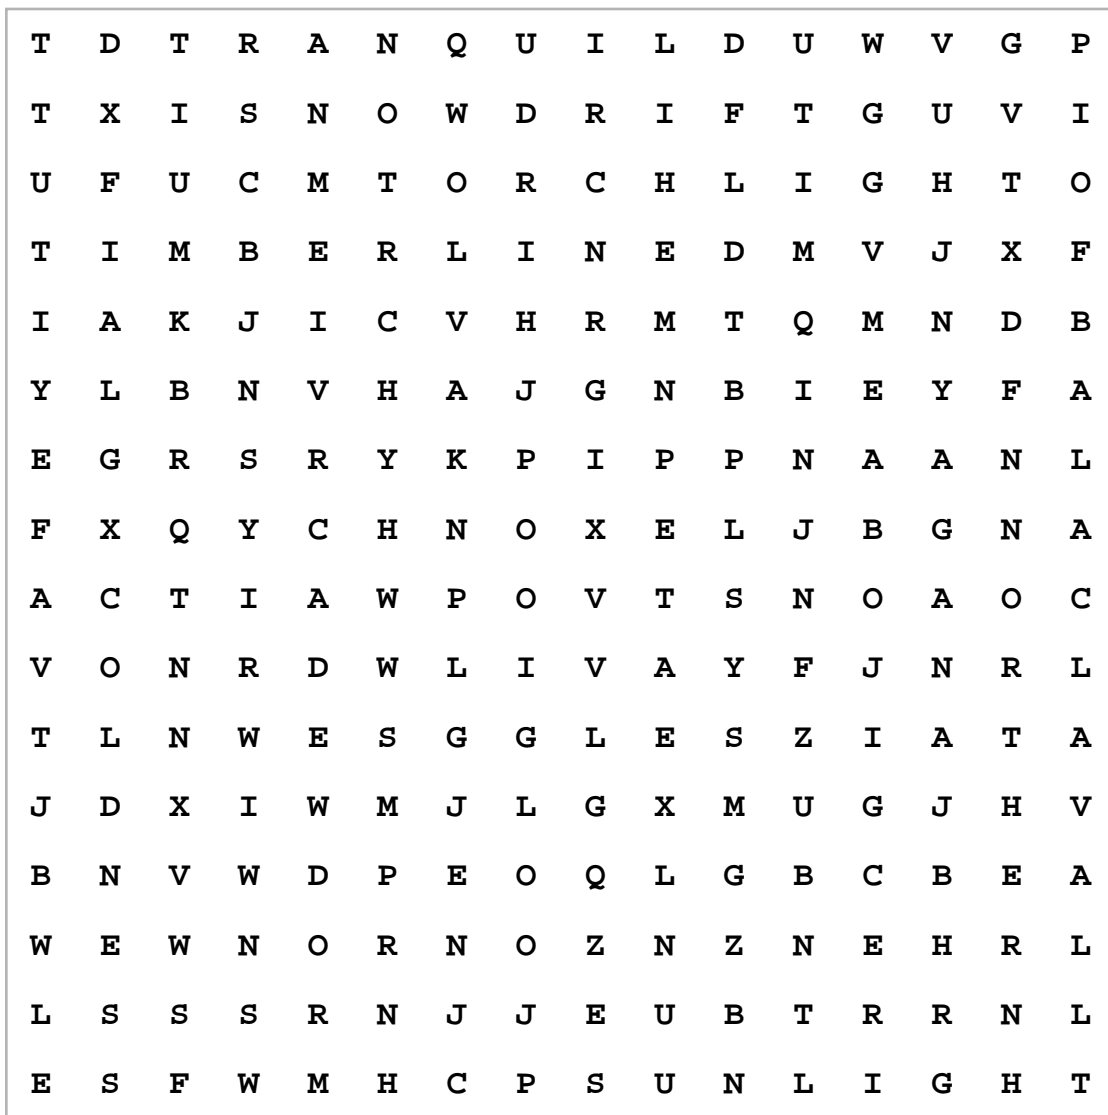 T D T R A N Q U I L D U W V G P
T X I S N O W D R I F T G U V I
U F U C M T O R C H L I G H T O
T I M B E R L I N E D M V J X F
I A K J I C V H R M T Q M N D B
Y L B N V H A J G N B I E Y F A
E G R S R Y K P I P P N A A N L
F X Q Y C H N O X E L J B G N A
A C T I A W P O V T S N O A O C
V O N R D W L I V A Y F J N R L
T L N W E S G G L E S Z I A T A
J D X I W M J L G X M U G J H V
B N V W D P E O Q L G B C B E A
W E W N O R N O Z N Z N E H R L
L S S S R N J J E U B T R R N L
E S F W M H C P S U N L I G H T